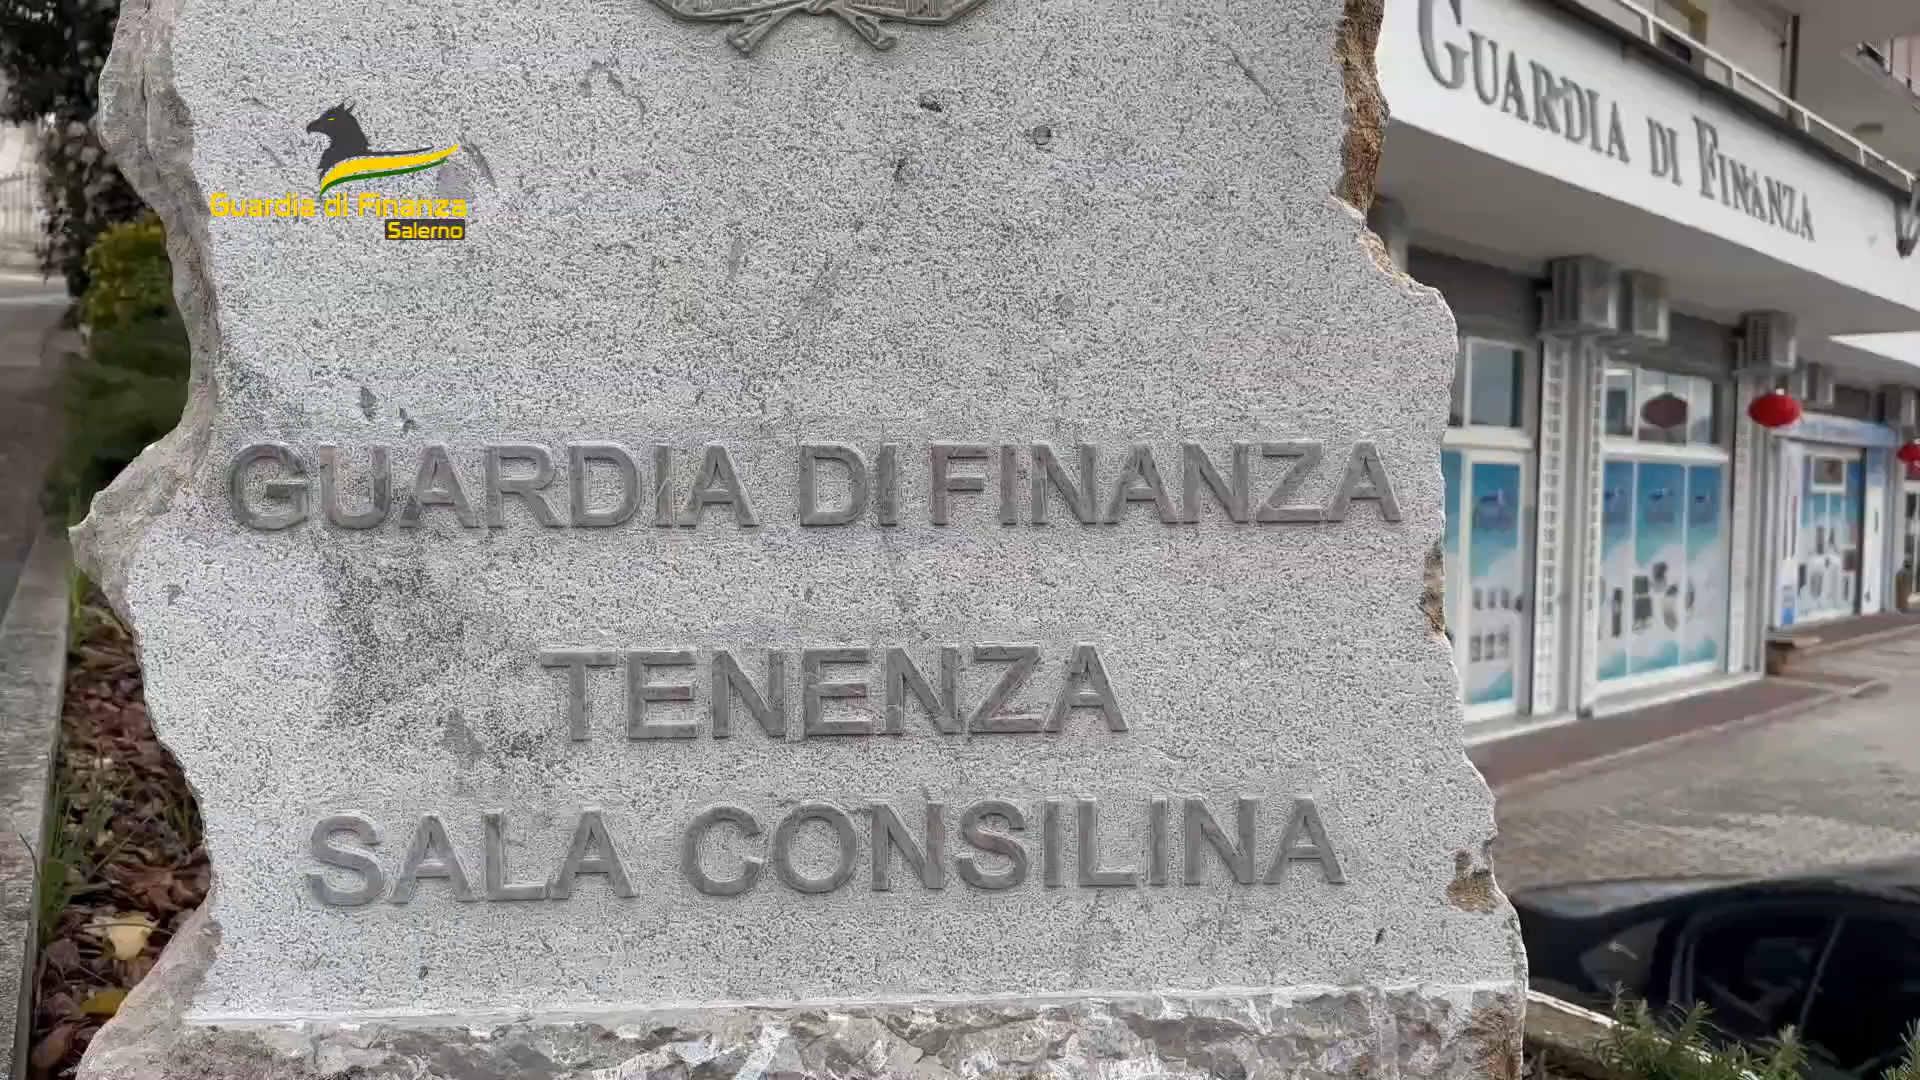 Guardia di Finanza
Salerno
GUARDIA DI FINANZA
GUARDIA DI FINANZA
TENENZA
SALA CONSILINA